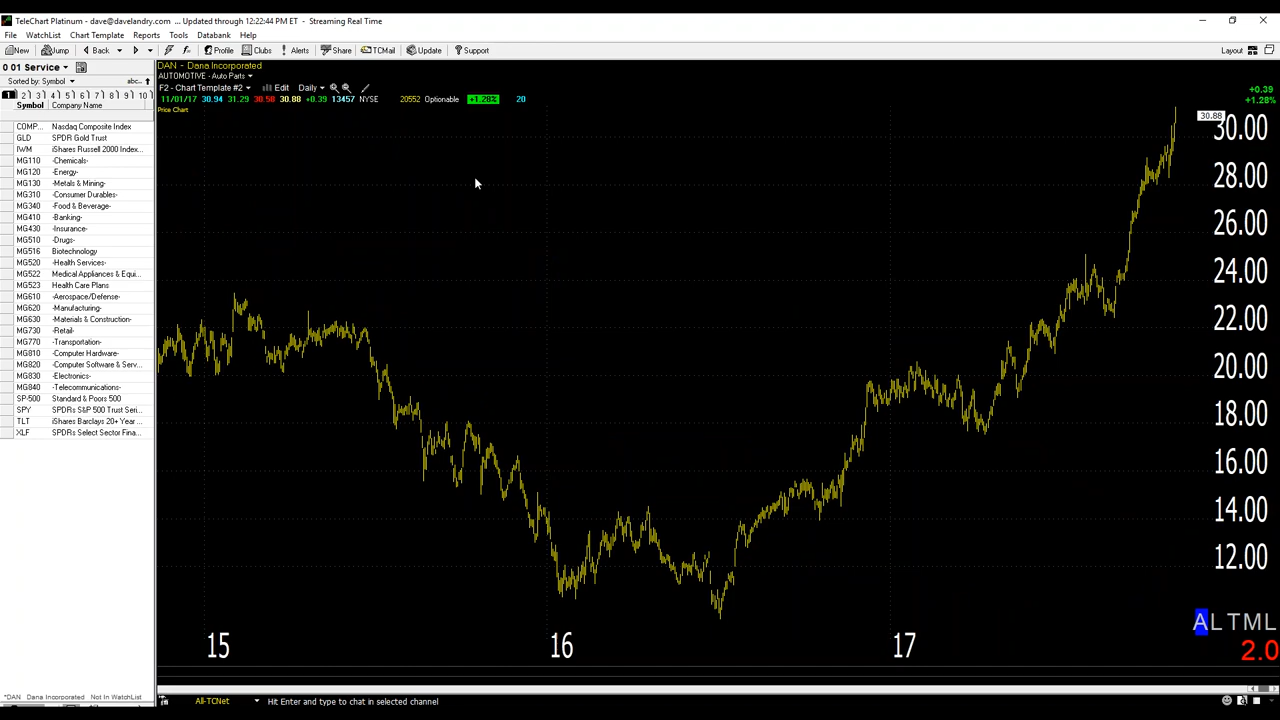 TeleChart Platinum - dave@davelandry.com ... Updated through 12:22:44 PM ET - Streaming Real Time
File WatchList Chart Template Reports Tools Databank Help
New Jump Back Profile Clubs Alerts Share TCMail Update Support Layout
0 01 Service
DAN - Dana Incorporated
AUTOMOTIVE - Auto Parts
Sorted by: Symbol abc..
F2 - Chart Template #2 Edit Daily
1 2 3 4 5 6 7 8 9 10
11/01/17 30.94 31.29 30.58 30.88 +0.39 13457 NYSE 20552 Optionable +1.28% 20
+0.39
+1.28%
Symbol Company Name
Price Chart
COMP... Nasdaq Composite Index
GLD SPDR Gold Trust
IWM iShares Russell 2000 Index...
MG110 -Chemicals-
MG120 -Energy-
MG130 -Metals & Mining-
MG310 -Consumer Durables-
MG340 -Food & Beverage-
MG410 -Banking-
MG430 -Insurance-
MG510 -Drugs-
MG516 Biotechnology
MG520 -Health Services-
MG522 Medical Appliances & Equi...
MG523 Health Care Plans
MG610 -Aerospace/Defense-
MG620 -Manufacturing-
MG630 -Materials & Construction-
MG730 -Retail-
MG770 -Transportation-
MG810 -Computer Hardware-
MG820 -Computer Software & Serv...
MG830 -Electronics-
MG840 -Telecommunications-
SP-500 Standard & Poors 500
SPY SPDRs S&P 500 Trust Seri...
TLT iShares Barclays 20+ Year ...
XLF SPDRs Select Sector Fina...
30.88
30.00
28.00
26.00
24.00
22.00
20.00
18.00
16.00
14.00
12.00
ALTML
2.0
15 16 17
*DAN Dana Incorporated Not In WatchList
All-TCNet Hit Enter and type to chat in selected channel